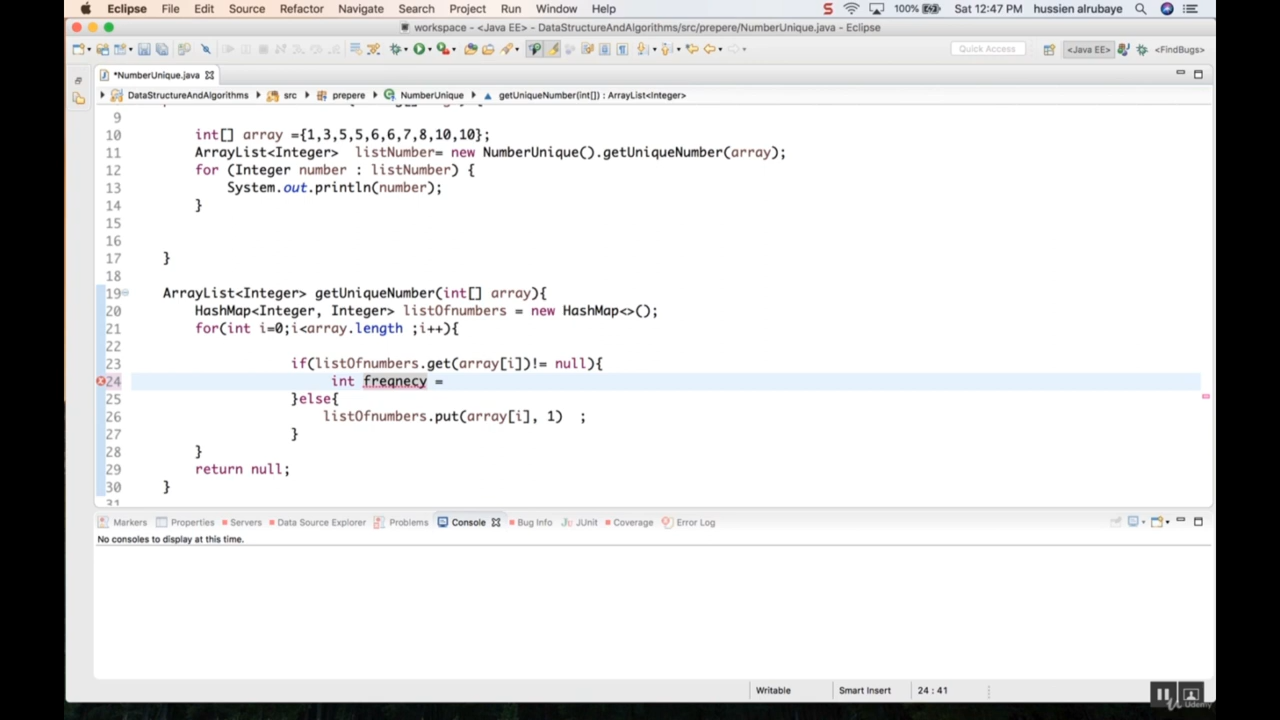 Eclipse File Edit Source Refactor Navigate Search Project Run Window Help 100% Sat 12:47 PM hussien alrubaye
workspace - <Java EE> - DataStructureAndAlgorithms/src/prepere/NumberUnique.java - Eclipse
Quick Access <Java EE> <FindBugs>
*NumberUnique.java
DataStructureAndAlgorithms src prepere NumberUnique getUniqueNumber(int[]) : ArrayList<Integer>
9
10 int[] array ={1,3,5,5,6,6,7,8,10,10};
11 ArrayList<Integer> listNumber= new NumberUnique().getUniqueNumber(array);
12 for (Integer number : listNumber) {
13 System.out.println(number);
14 }
15
16
17 }
18
19 ArrayList<Integer> getUniqueNumber(int[] array){
20 HashMap<Integer, Integer> listOfnumbers = new HashMap<>();
21 for(int i=0;i<array.length ;i++){
22
23 if(listOfnumbers.get(array[i])!= null){
24 int freqnecy =
25 }else{
26 listOfnumbers.put(array[i], 1) ;
27 }
28 }
29 return null;
30 }
31
Markers Properties Servers Data Source Explorer Problems Console Bug Info JUnit Coverage Error Log
No consoles to display at this time.
Writable Smart Insert 24 : 41
Udemy